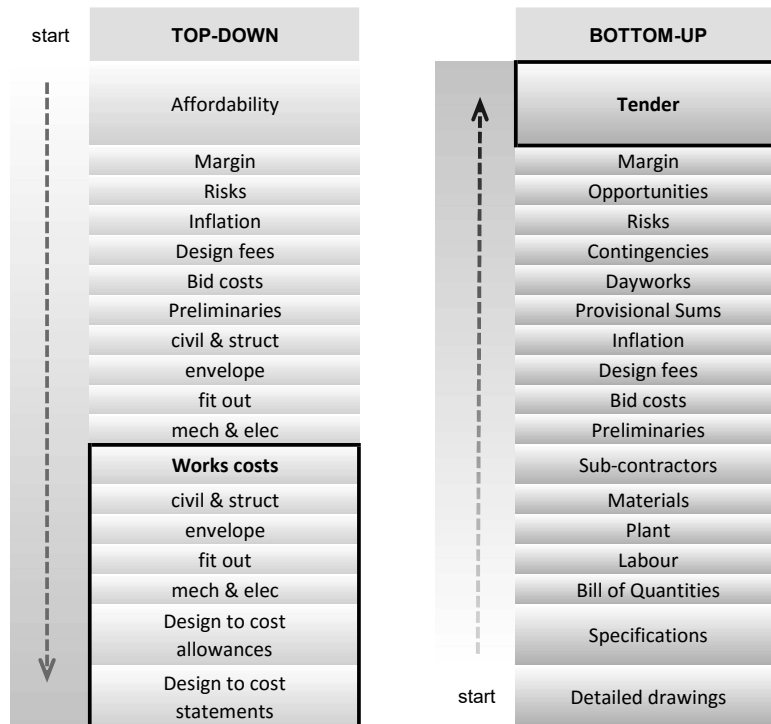 start
TOP-DOWN
Affordability
Margin
Risks
Inflation
Design fees
Bid costs
Preliminaries
civil & struct
envelope
fit out
mech & elec
Works costs
civil & struct
envelope
fit out
mech & elec
Design to cost
allowances
Design to cost
statements
BOTTOM-UP
Tender
Margin
Opportunities
Risks
Contingencies
Dayworks
Provisional Sums
Inflation
Design fees
Bid costs
Preliminaries
Sub-contractors
Materials
Plant
Labour
Bill of Quantities
Specifications
start
Detailed drawings